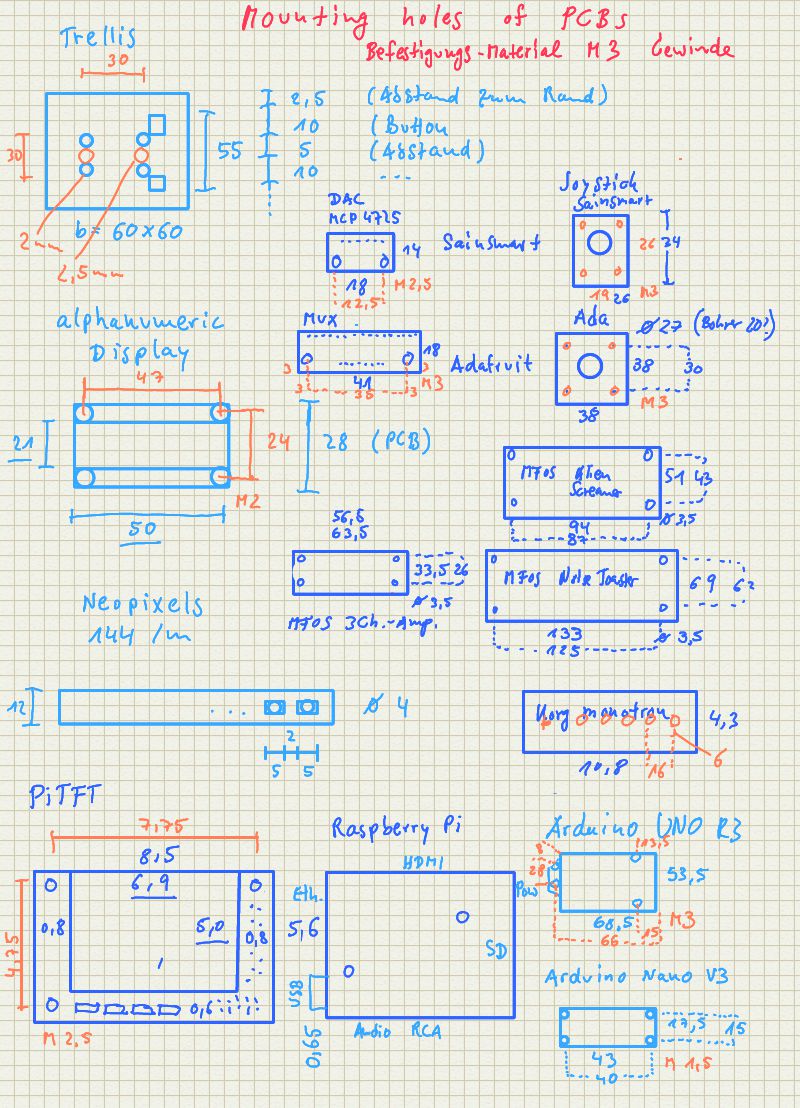 Mounting holes of PCBs
Befestigungs-Material M3 Gewinde
Trellis
30
30
55
2,5 (Abstand zum Rand)
10 (Button
5 (Abstand)
10 ---
b = 60x60
2mm
2,5mm
DAC
MCP 4725
14
18
12,5
M2,5
Sainsmart
Joystick
Sainsmart
26 34
19 26 M3
alphanumeric
Display
47
21
24
28 (PCB)
M2
50
Mux
18
3 3
41
3 35 3
M3
Adafruit
Ada
ø 27
38 30
M3
38
MFOS Alien
Screamer
51 43
94
87
ø 3,5
56,5
63,5
33,5 26
ø 3,5
MFOS 3Ch.-Amp.
MFOS Noise Toaster
69 62
133
125
ø 3,5
Neopixels
144 /m
12
...
ø 4
2
5 5
Korg monotron
4,3
10,8
16
6
PiTFT
7,75
8,5
6,9
4,75
0,8
5,0
0,8
0,6
M 2,5
Raspberry Pi
HDMI
Eth.
5,6
SD
USB
0,65
Audio RCA
Arduino UNO R3
8
13,5
28
Pow
53,5
68,5
15
66
M3
Arduino Nano V3
17,5 15
43
40
M 1,5